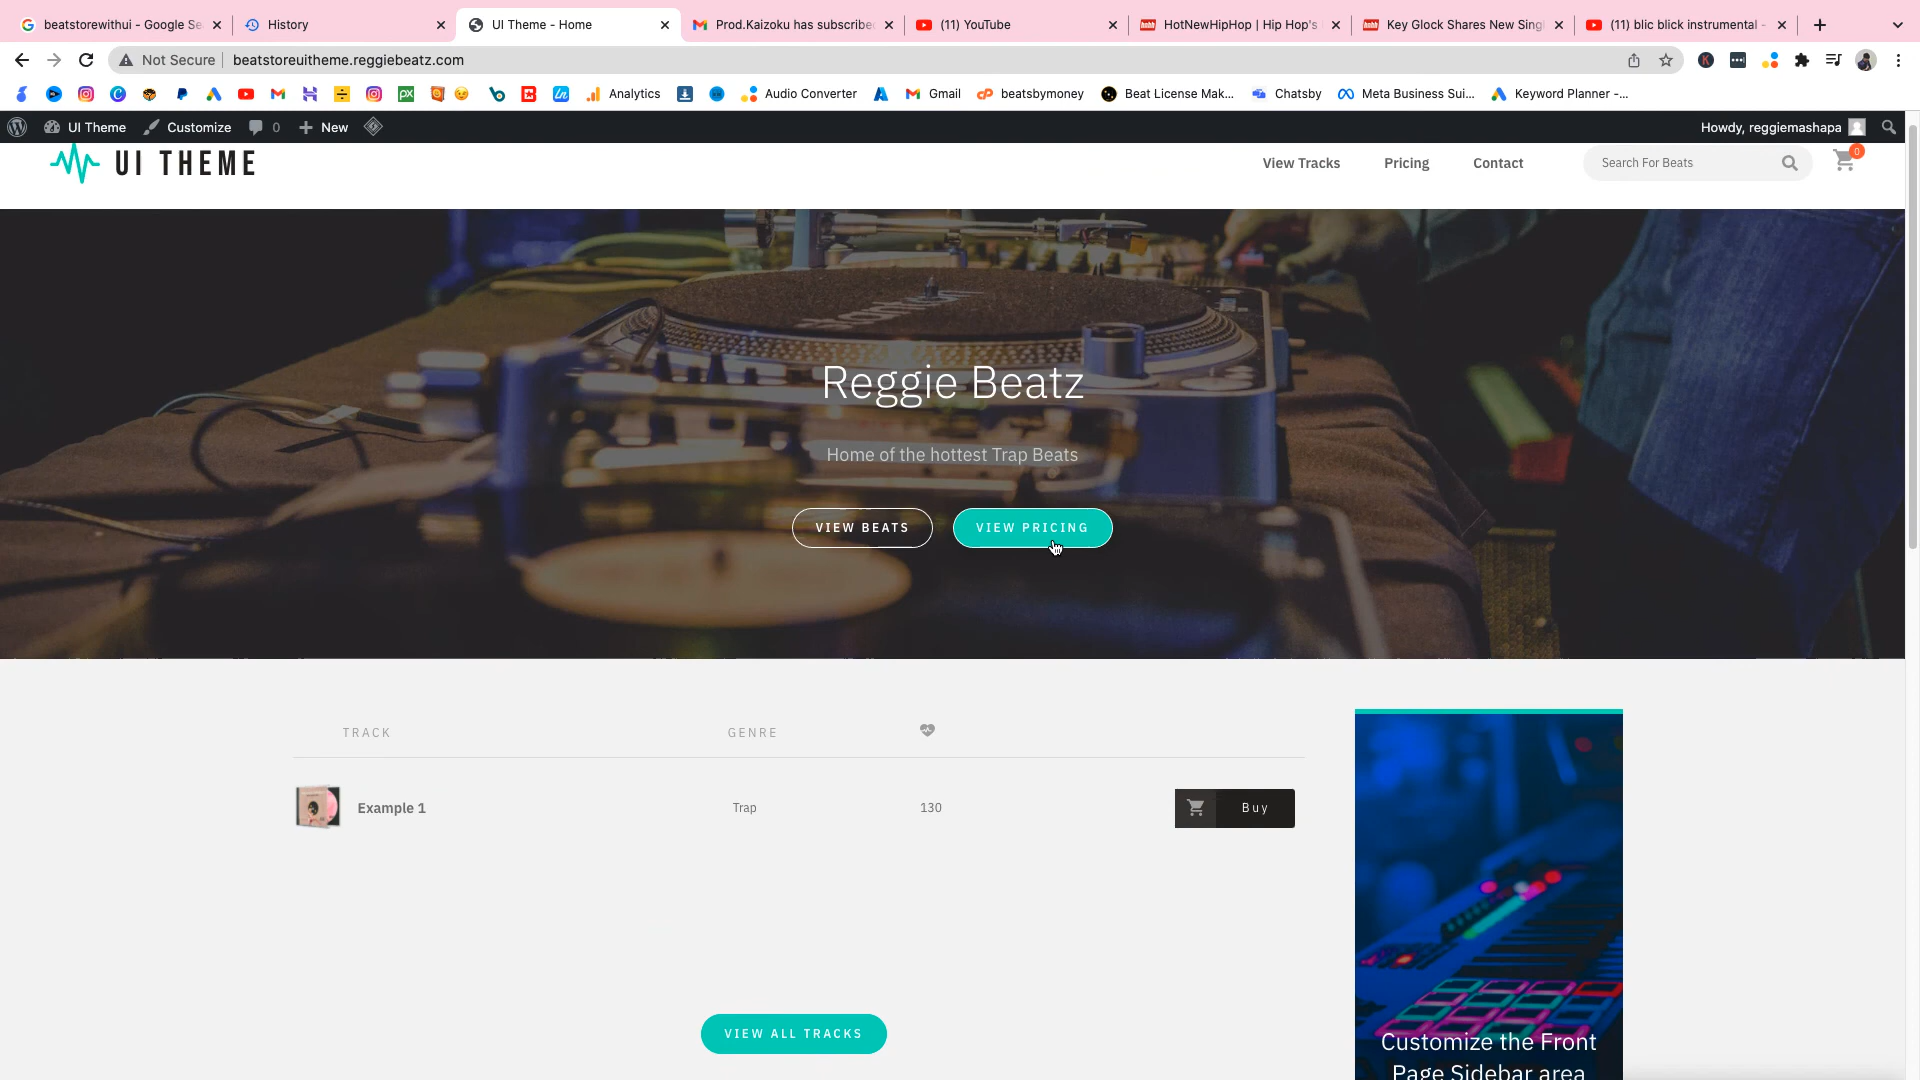 beatstorewithui - Google Se
History
UI Theme - Home
Prod.Kaizoku has subscribe
(11) YouTube
HotNewHipHop | Hip Hop's
Key Glock Shares New Sing
(11) blic blick instrumental -
Not Secure
beatstoreuitheme.reggiebeatz.com
Analytics
Audio Converter
Gmail
beatsbymoney
Beat License Mak...
Chatsby
Meta Business Sui...
Keyword Planner -...
UI Theme
Customize
0
New
Howdy, reggiemashapa
UI THEME
View Tracks
Pricing
Contact
Search For Beats
0
Reggie Beatz
Home of the hottest Trap Beats
VIEW BEATS
VIEW PRICING
TRACK
GENRE
Example 1
Trap
130
Buy
VIEW ALL TRACKS
Customize the Front
Page Sidebar area